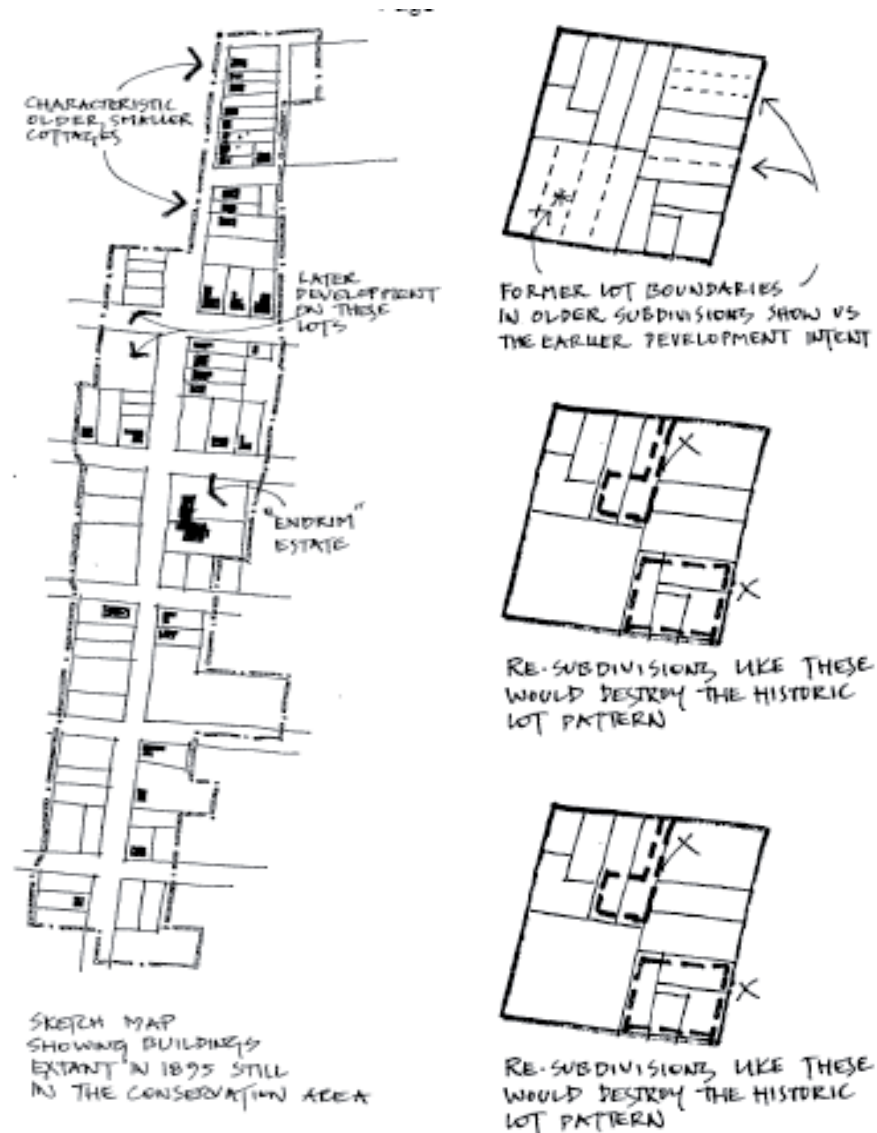 CHARACTERISTIC
OLDER, SMALLER
COTTAGES
LATER
DEVELOPMENT
ON THESE
LOTS
"ENDRIM"
ESTATE
SKETCH MAP
SHOWING BUILDINGS
EXTANT IN 1895 STILL
IN THE CONSERVATION AREA
FORMER LOT BOUNDARIES
IN OLDER SUBDIVISIONS SHOW US
THE EARLIER DEVELOPMENT INTENT
RE-SUBDIVISIONS LIKE THESE
WOULD DESTROY THE HISTORIC
LOT PATTERN
RE-SUBDIVISIONS LIKE THESE
WOULD DESTROY THE HISTORIC
LOT PATTERN